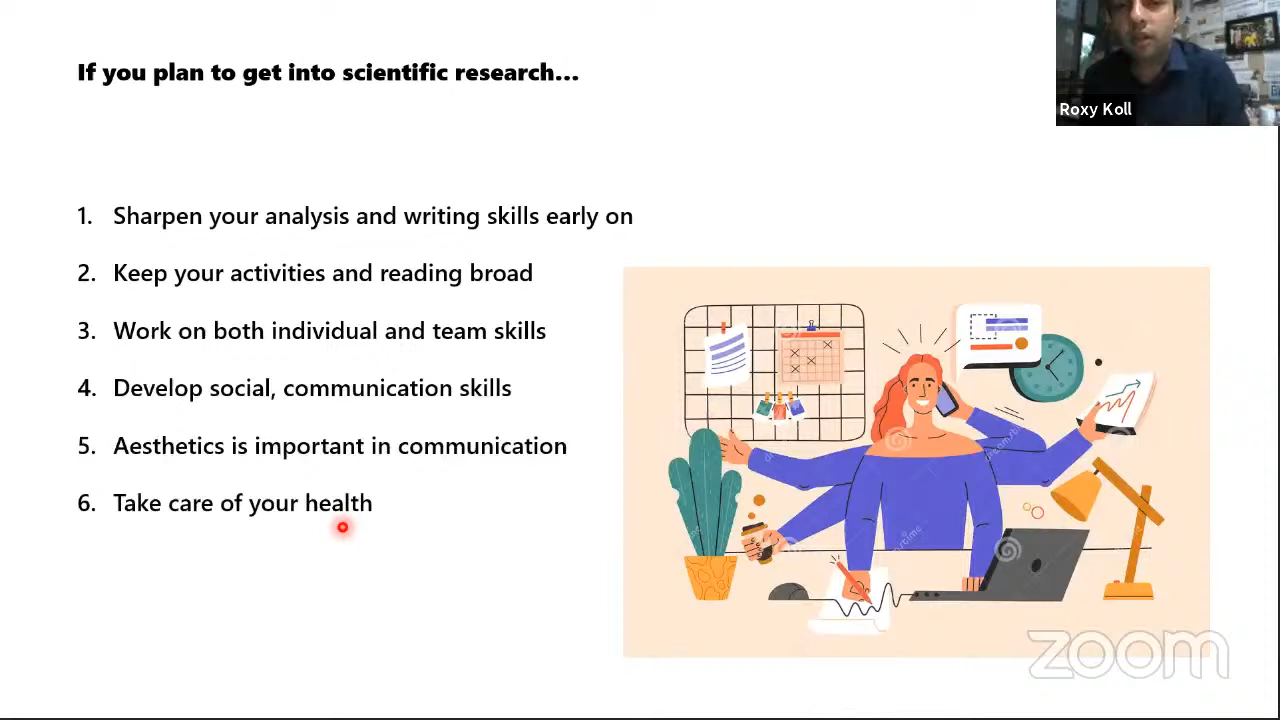 If you plan to get into scientific research...
Roxy Koll
1. Sharpen your analysis and writing skills early on
2. Keep your activities and reading broad
3. Work on both individual and team skills
4. Develop social, communication skills
5. Aesthetics is important in communication
6. Take care of your health
zoom